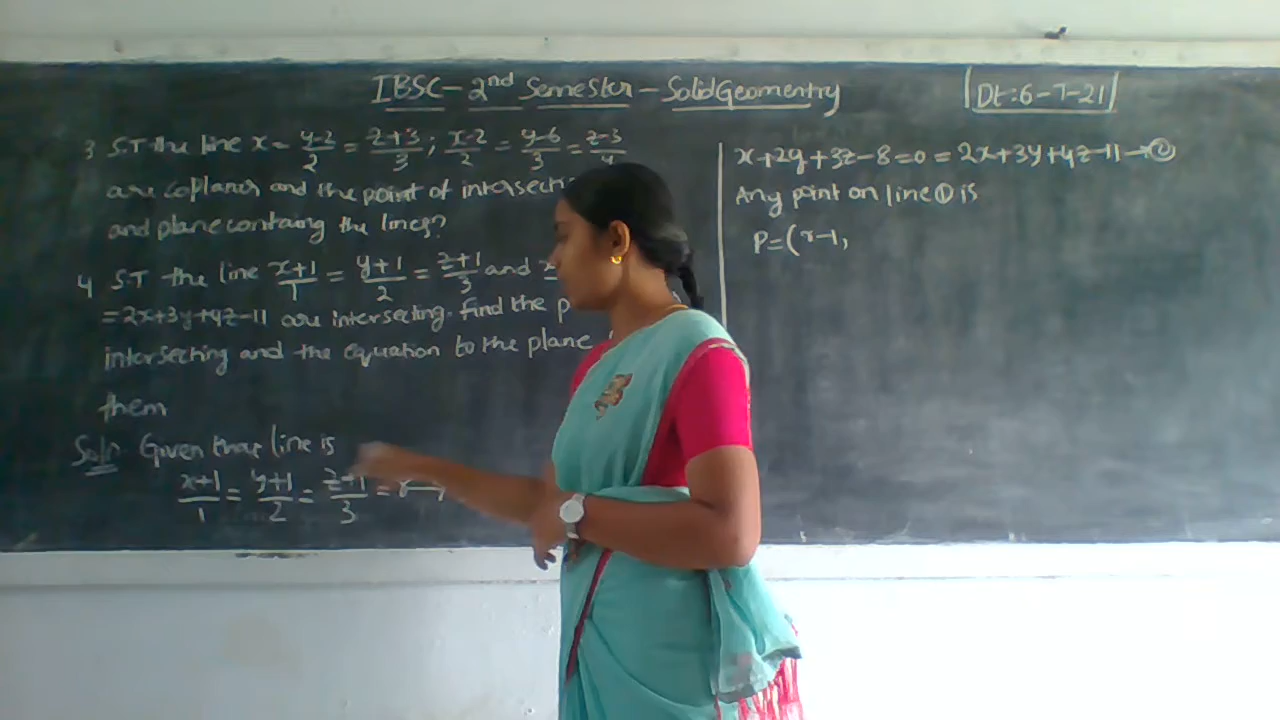 IBSC - 2nd Semester - Solid Geometry
Dt: 6-7-21
3 S.T the line x = y-2/2 = z+3/3 ; x-2/2 = y-6/3 = z-3/4
are coplanar and the point of intersecti
and plane containg the lines?
4 S.T the line x+1/1 = y+1/2 = z+1/3 and
= 2x+3y+4z-11 are intersecting. Find the p
intersecting and the equation to the plane
them
Soln: Given that line is
x+1/1 = y+1/2 = z+1/3 = r
x+2y+3z-8=0 = 2x+3y+4z-11 → ②
Any point on line ① is
P=(r-1,